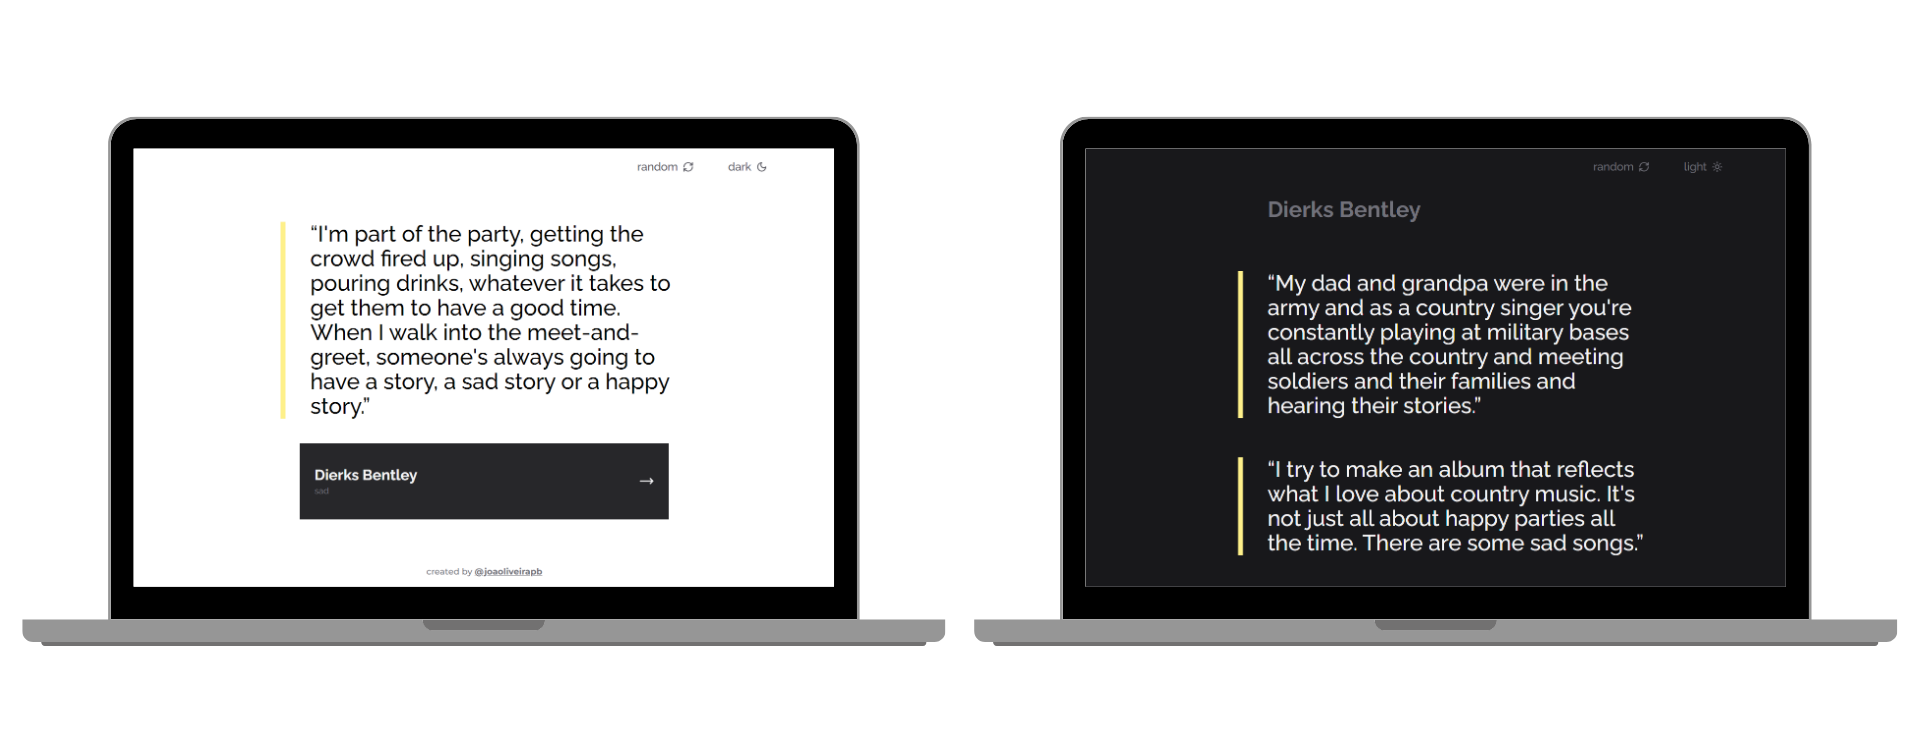 random
dark
“I'm part of the party, getting the
crowd fired up, singing songs,
pouring drinks, whatever it takes to
get them to have a good time.
When I walk into the meet-and-
greet, someone's always going to
have a story, a sad story or a happy
story.”
Dierks Bentley
sad
created by @joaoliveirapb
random
light
Dierks Bentley
“My dad and grandpa were in the
army and as a country singer you're
constantly playing at military bases
all across the country and meeting
soldiers and their families and
hearing their stories.”
“I try to make an album that reflects
what I love about country music. It's
not just all about happy parties all
the time. There are some sad songs.”